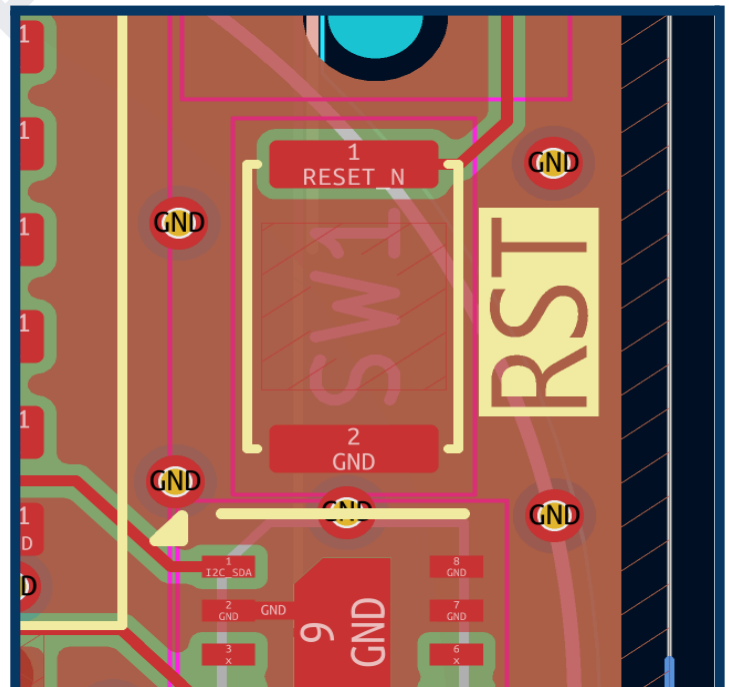 1
1
RESET_N
GND
1
GND
1
SW1
RST
1
1
2
GND
GND
GND
GND
1
D
1
I2C_SDA
8
GND
D
2
GND
GND
7
GND
9
GND
3
x
6
x